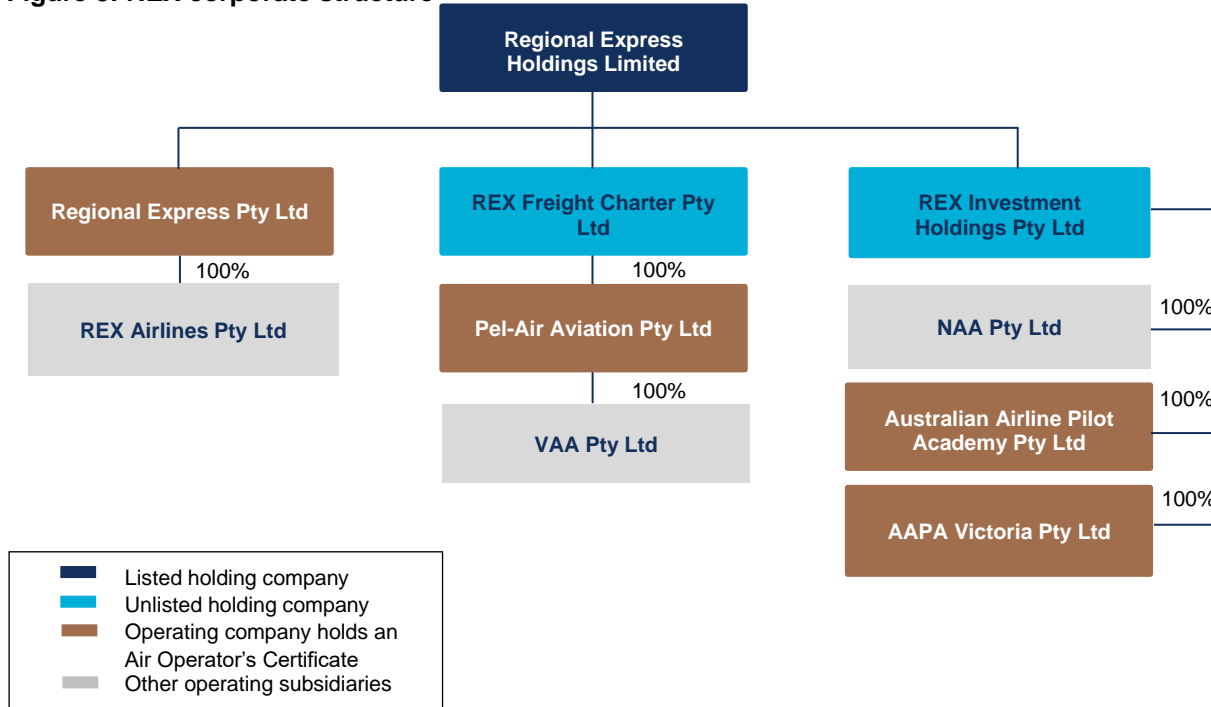 REX corporate structure
Regional Express
Holdings Limited
Regional Express Pty Ltd
REX Freight Charter Pty
Ltd
REX Investment
Holdings Pty Ltd
100%
100%
REX Airlines Pty Ltd
Pel-Air Aviation Pty Ltd
NAA Pty Ltd
100%
100%
VAA Pty Ltd
Australian Airline Pilot
Academy Pty Ltd
100%
AAPA Victoria Pty Ltd
100%
Listed holding company
Unlisted holding company
Operating company holds an
Air Operator's Certificate
Other operating subsidiaries